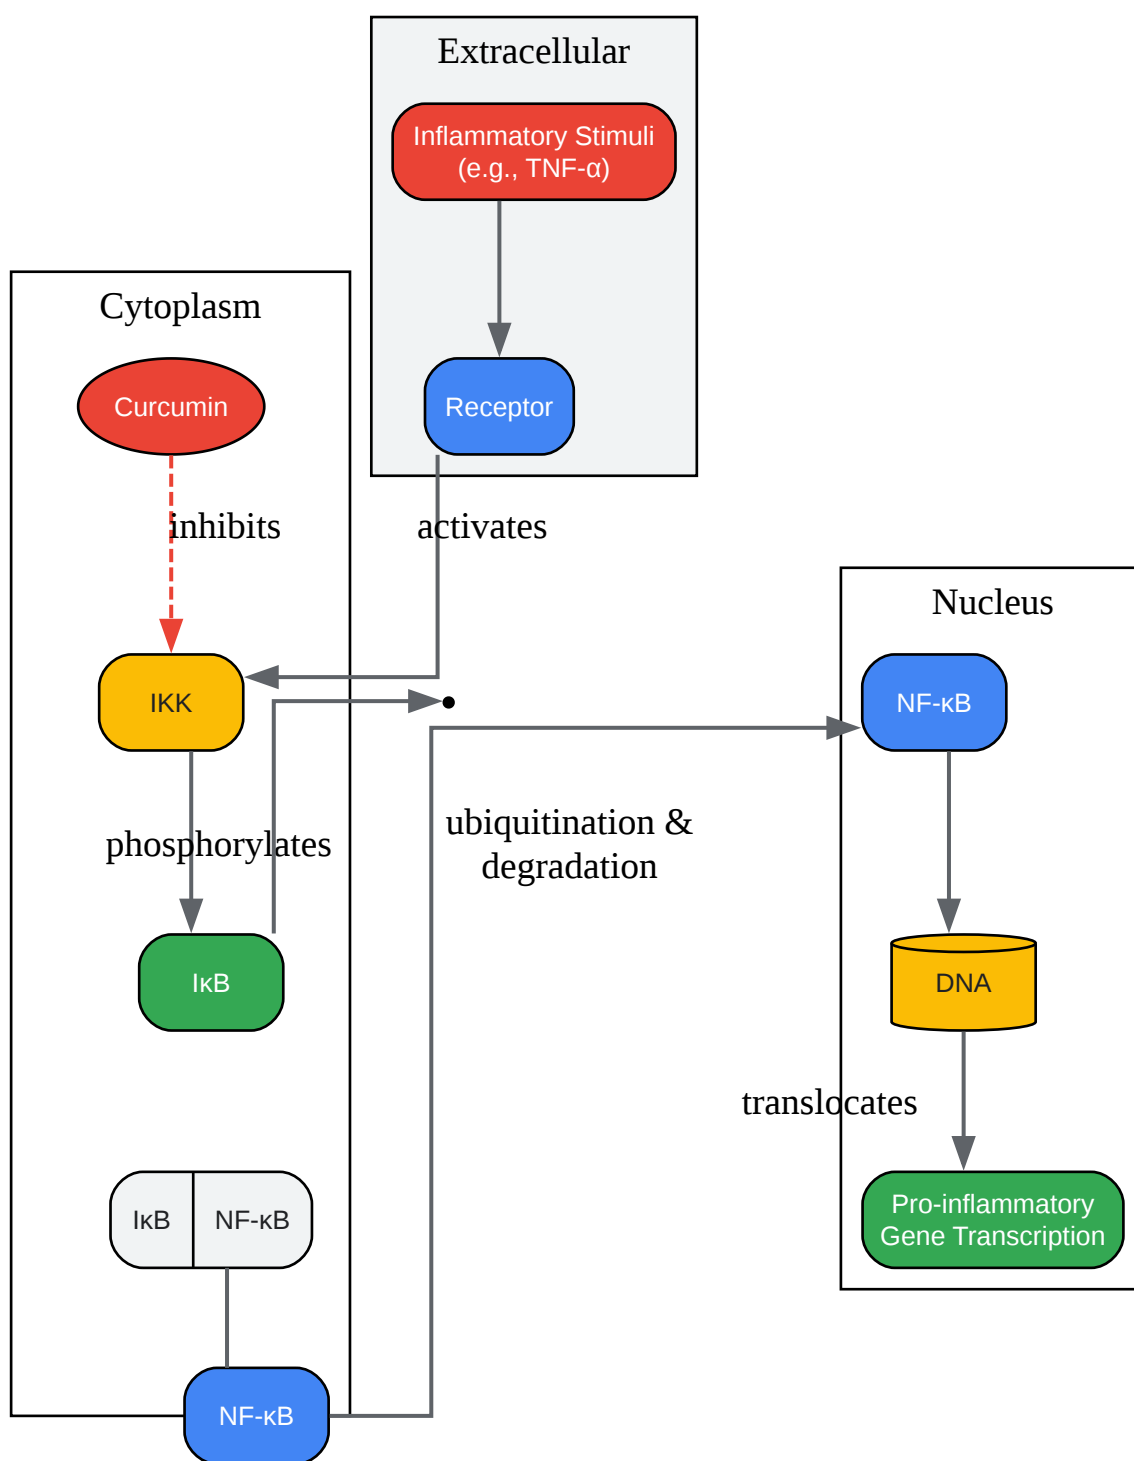 Extracellular
Inflammatory Stimuli
(e.g., TNF-α)
Receptor
activates
Cytoplasm
Curcumin
inhibits
IKK
phosphorylates
IκB
IκB
NF-κB
NF-κB
ubiquitination &
degradation
Nucleus
NF-κB
DNA
translocates
Pro-inflammatory
Gene Transcription